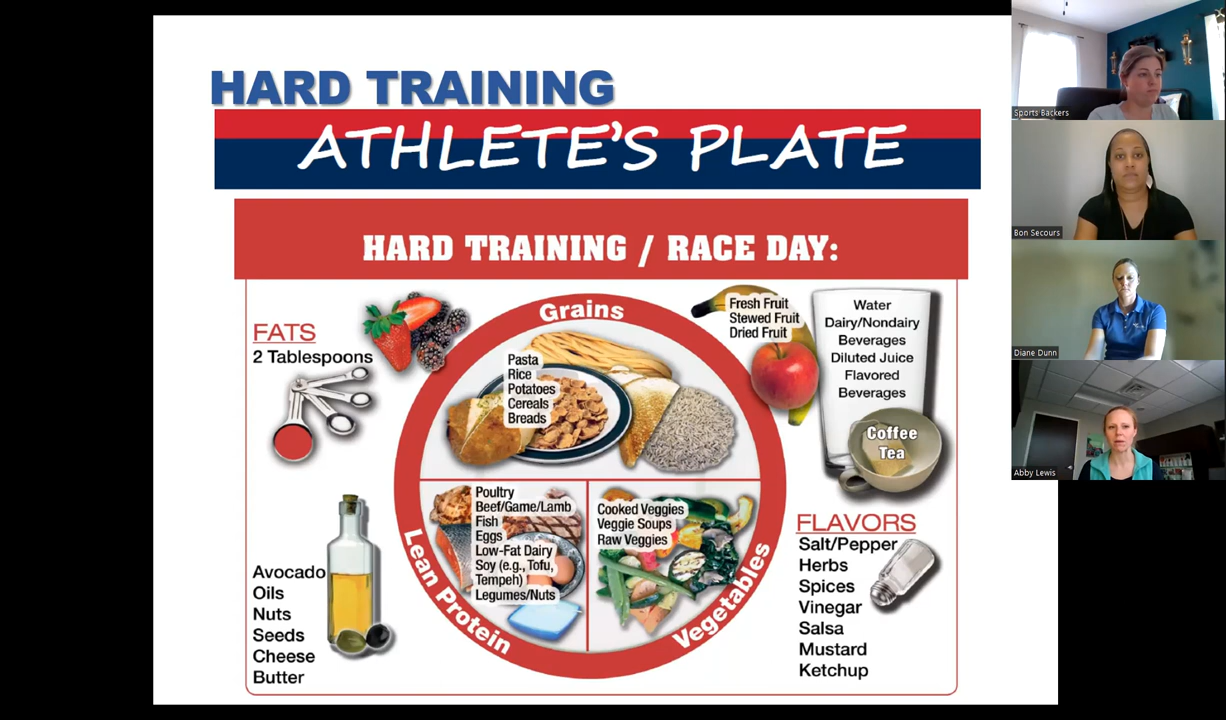 HARD TRAINING
ATHLETE'S PLATE
HARD TRAINING / RACE DAY:
FATS
2 Tablespoons
Avocado
Oils
Nuts
Seeds
Cheese
Butter
Grains
Pasta
Rice
Potatoes
Cereals
Breads
Lean Protein
Poultry
Beef/Game/Lamb
Fish
Eggs
Low-Fat Dairy
Soy (e.g., Tofu,
Tempeh)
Legumes/Nuts
Vegetables
Cooked Veggies
Veggie Soups
Raw Veggies
Fresh Fruit
Stewed Fruit
Dried Fruit
Water
Dairy/Nondairy
Beverages
Diluted Juice
Flavored
Beverages
Coffee
Tea
FLAVORS
Salt/Pepper
Herbs
Spices
Vinegar
Salsa
Mustard
Ketchup
Sports Backers
Bon Secours
Diane Dunn
Abby Lewis